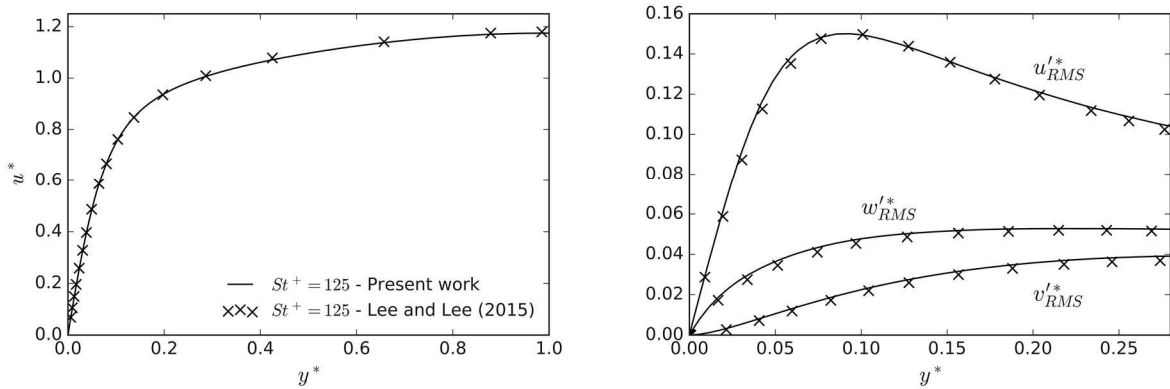 1.2
1.0
0.8
0.6
0.4
0.2
0.0
u*
0.0 0.2 0.4 0.6 0.8 1.0
y*
St⁺ = 125 - Present work
St⁺ = 125 - Lee and Lee (2015)
0.16
0.14
0.12
0.10
0.08
0.06
0.04
0.02
0.00
0.00 0.05 0.10 0.15 0.20 0.25
y*
u′*RMS
w′*RMS
v′*RMS